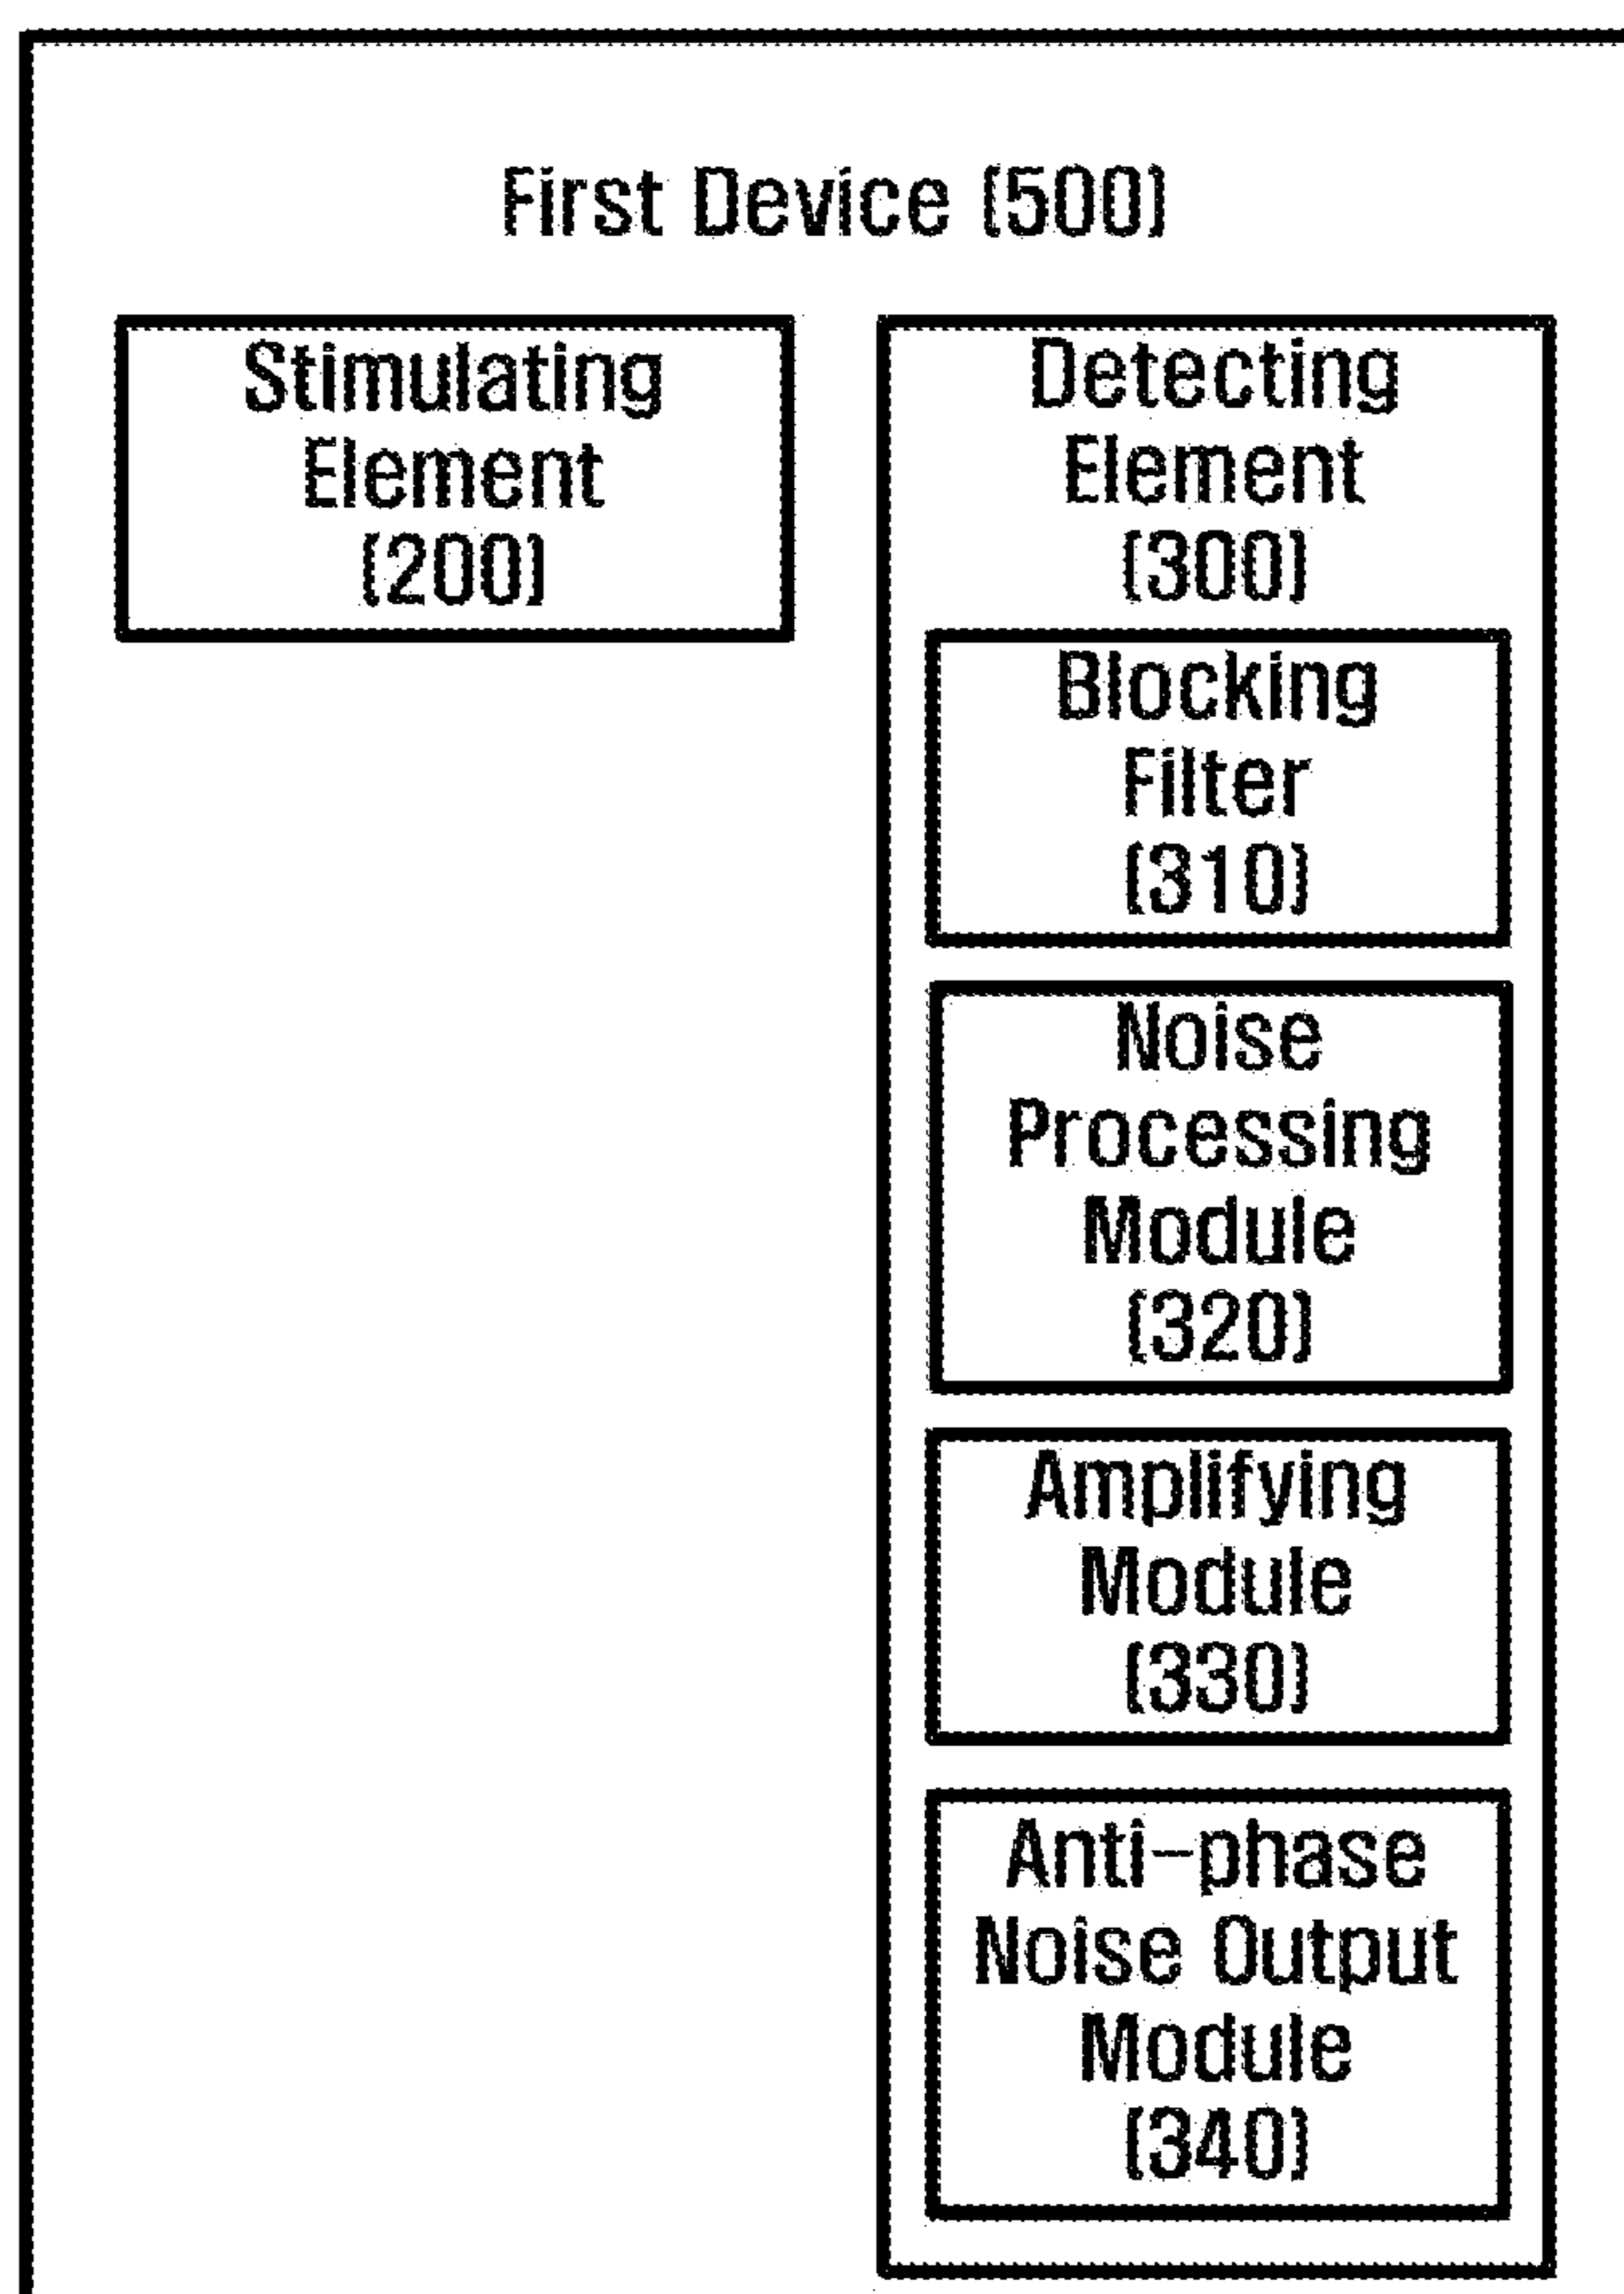 First Device (500)
Stimulating
Element
(200)
Detecting
Element
(300)
Blocking
Filter
(310)
Noise
Processing
Module
(320)
Amplifying
Module
(330)
Anti-phase
Noise Output
Module
(340)